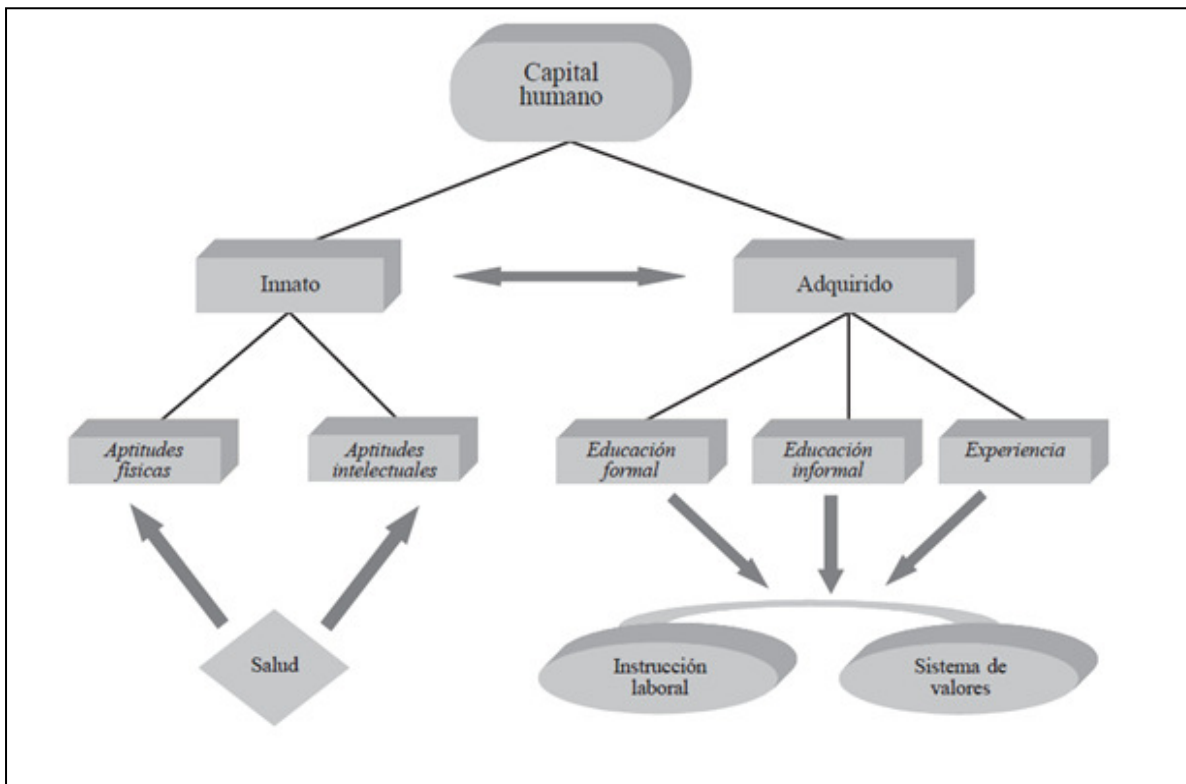 Capital
humano
Innato
Adquirido
Aptitudes
físicas
Aptitudes
intelectuales
Educación
formal
Educación
informal
Experiencia
Salud
Instrucción
laboral
Sistema de
valores